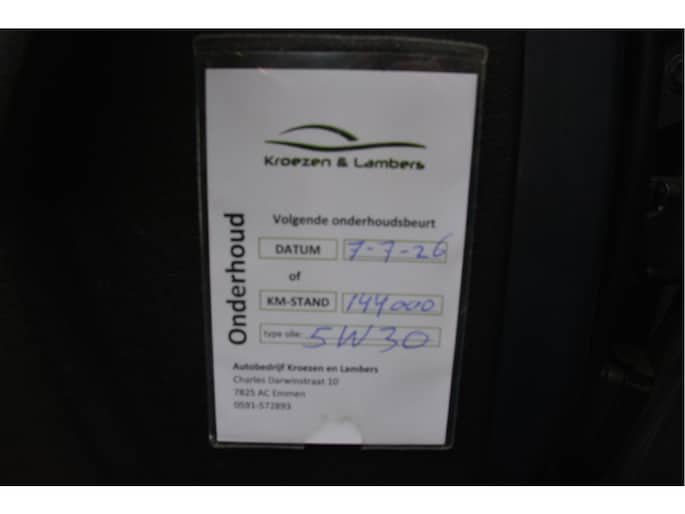 Kroezen & Lambers
Onderhoud
Volgende onderhoudsbeurt
DATUM 7-7-26
of
KM-STAND 144000
type olie: 5W30
Autobedrijf Kroezen en Lambers
Charles Darwinstraat 10
7825 AC Emmen
0591-572893